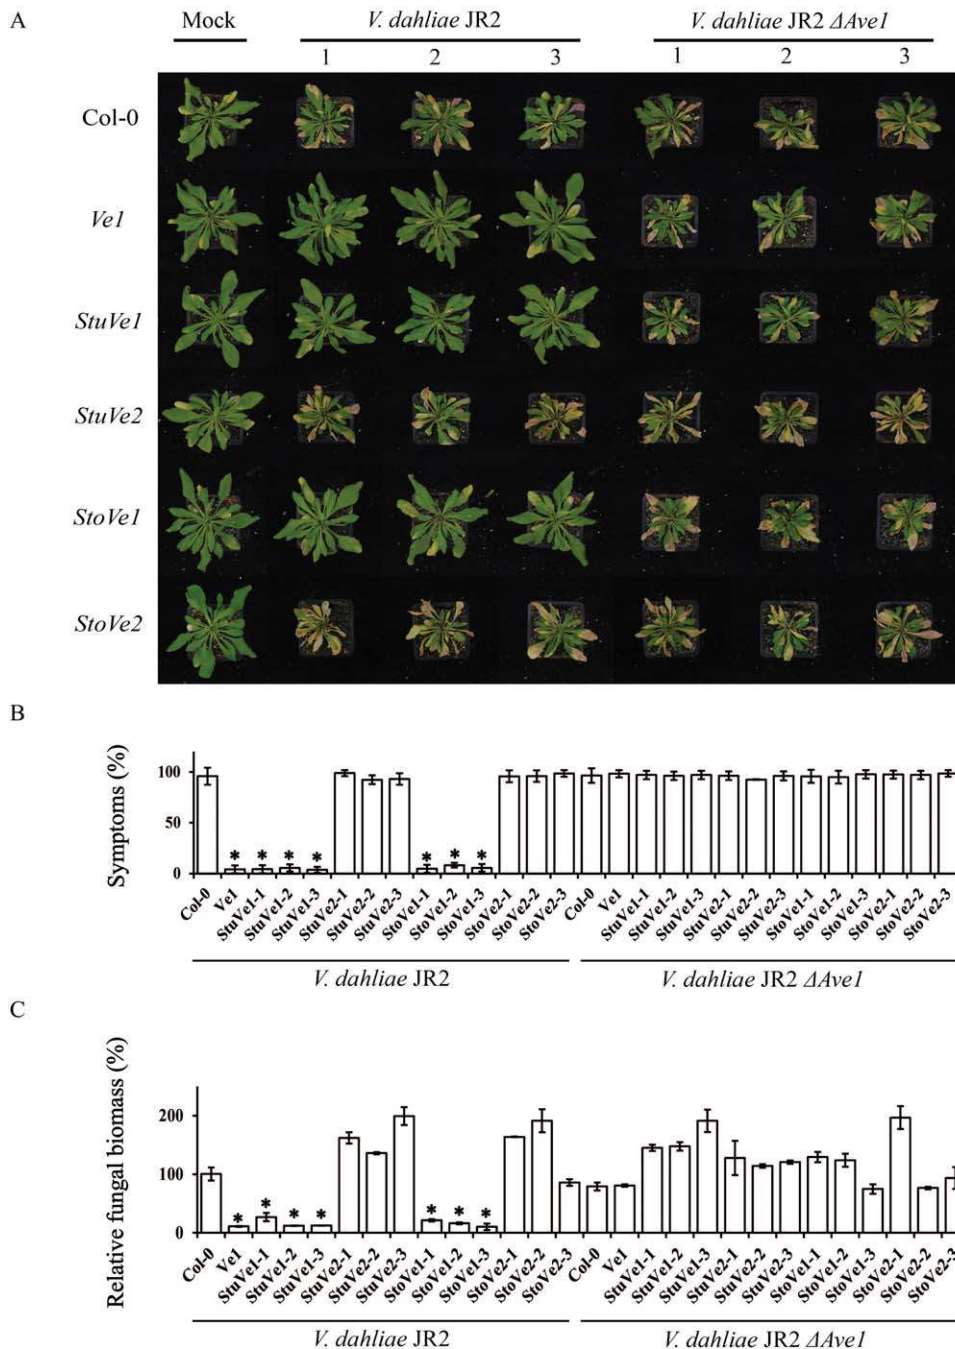 A
Mock V. dahliae JR2 V. dahliae JR2 ΔAve1
1 2 3 1 2 3
Col-0
Ve1
StuVe1
StuVe2
StoVe1
StoVe2
B
Symptoms (%)
100
50
0
* * * * * * *
Col-0 Ve1 StuVe1-1 StuVe1-2 StuVe1-3 StuVe2-1 StuVe2-2 StuVe2-3 StoVe1-1 StoVe1-2 StoVe1-3 StoVe2-1 StoVe2-2 StoVe2-3 Col-0 Ve1 StuVe1-1 StuVe1-2 StuVe1-3 StuVe2-1 StuVe2-2 StuVe2-3 StoVe1-1 StoVe1-2 StoVe1-3 StoVe2-1 StoVe2-2 StoVe2-3
V. dahliae JR2 V. dahliae JR2 ΔAve1
C
Relative fungal biomass (%)
200
100
0
* * * * * * *
Col-0 Ve1 StuVe1-1 StuVe1-2 StuVe1-3 StuVe2-1 StuVe2-2 StuVe2-3 StoVe1-1 StoVe1-2 StoVe1-3 StoVe2-1 StoVe2-2 StoVe2-3 Col-0 Ve1 StuVe1-1 StuVe1-2 StuVe1-3 StuVe2-1 StuVe2-2 StuVe2-3 StoVe1-1 StoVe1-2 StoVe1-3 StoVe2-1 StoVe2-2 StoVe2-3
V. dahliae JR2 V. dahliae JR2 ΔAve1